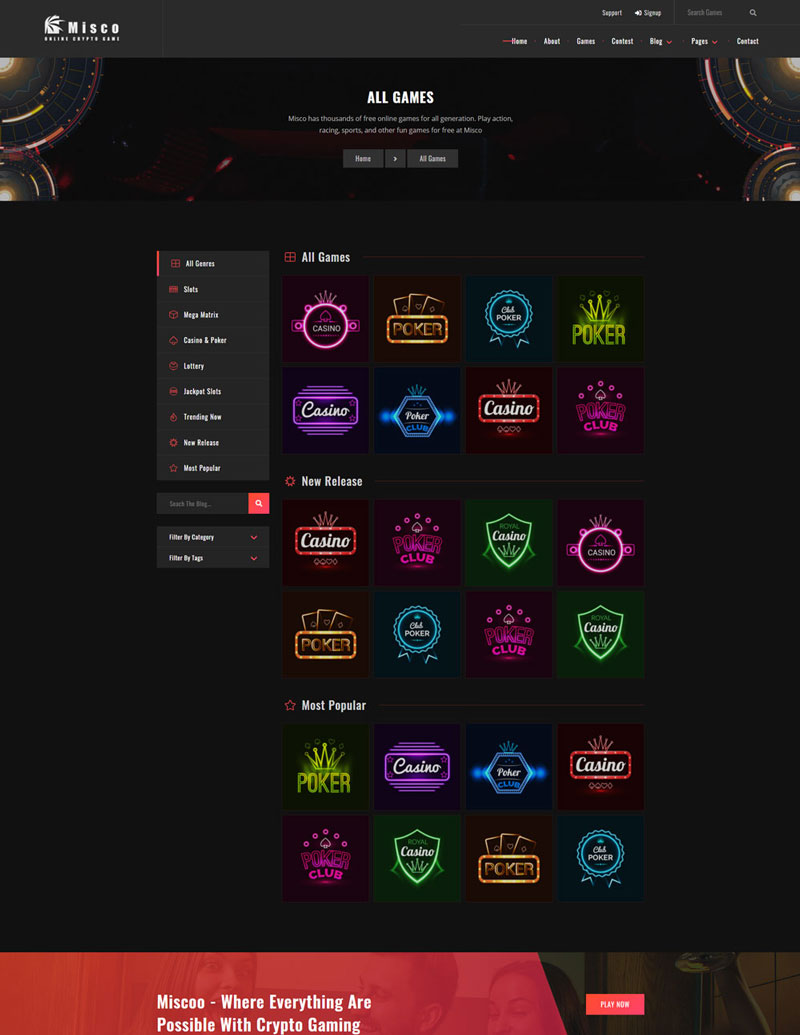 Misco
ONLINE CRYPTO GAME
Support
Signup
Search Games
Home
About
Games
Contest
Blog
Pages
Contact
ALL GAMES
Misco has thousands of free online games for all generation. Play action,
racing, sports, and other fun games for free at Misco
Home
All Games
All Genres
Slots
Mega Matrix
Casino & Poker
Lottery
Jackpot Slots
Trending Now
New Release
Most Popular
Seach The Blog...
Filter By Category
Filter By Tags
All Games
CASINO
POKER
Club
POKER
POKER
Casino
Poker
CLUB
Casino
POKER
CLUB
New Release
Casino
POKER
CLUB
ROYAL
Casino
CASINO
POKER
Club
POKER
POKER
CLUB
ROYAL
Casino
Most Popular
POKER
Casino
Poker
CLUB
Casino
POKER
CLUB
ROYAL
Casino
POKER
Club
POKER
Miscoo - Where Everything Are
Possible With Crypto Gaming
PLAY NOW